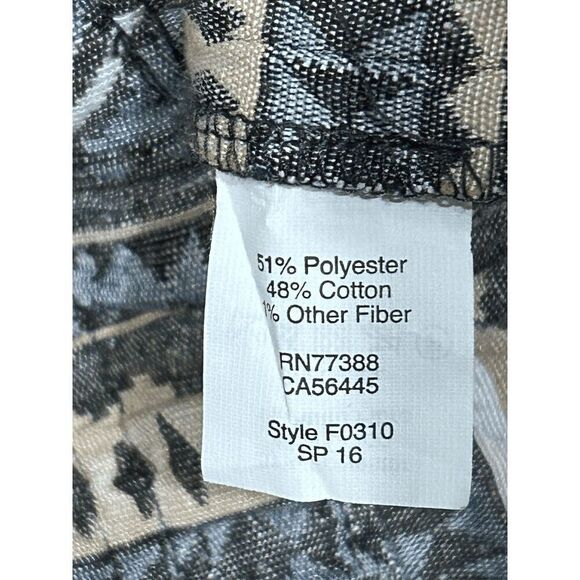 51% Polyester
48% Cotton
1% Other Fiber
RN77388
CA56445
Style F0310
SP 16